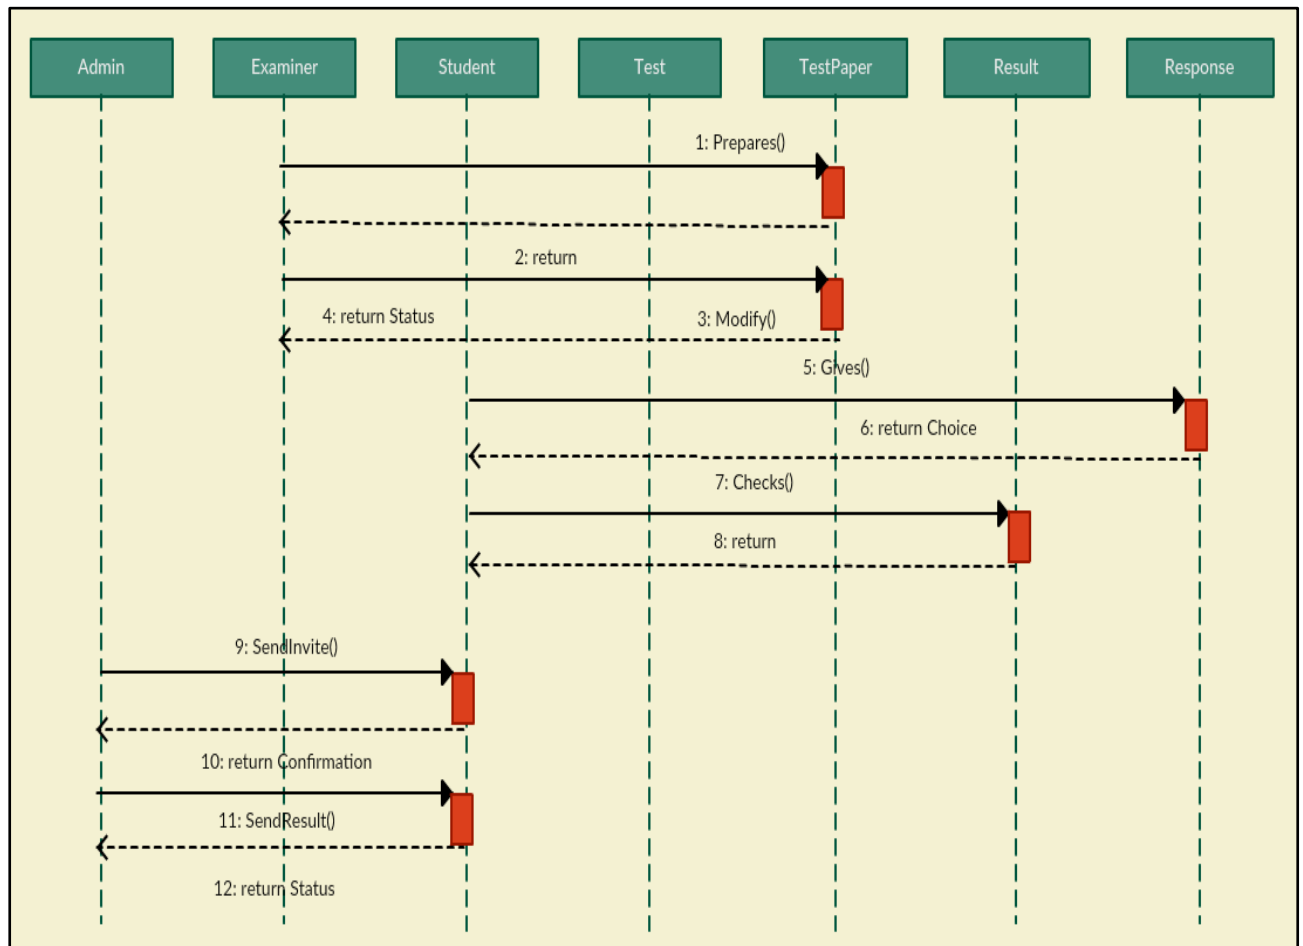 Admin
Examiner
Student
Test
TestPaper
Result
Response
1: Prepares()
2: return
4: return Status
3: Modify()
5: Gives()
6: return Choice
7: Checks()
8: return
9: SendInvite()
10: return Confirmation
11: SendResult()
12: return Status